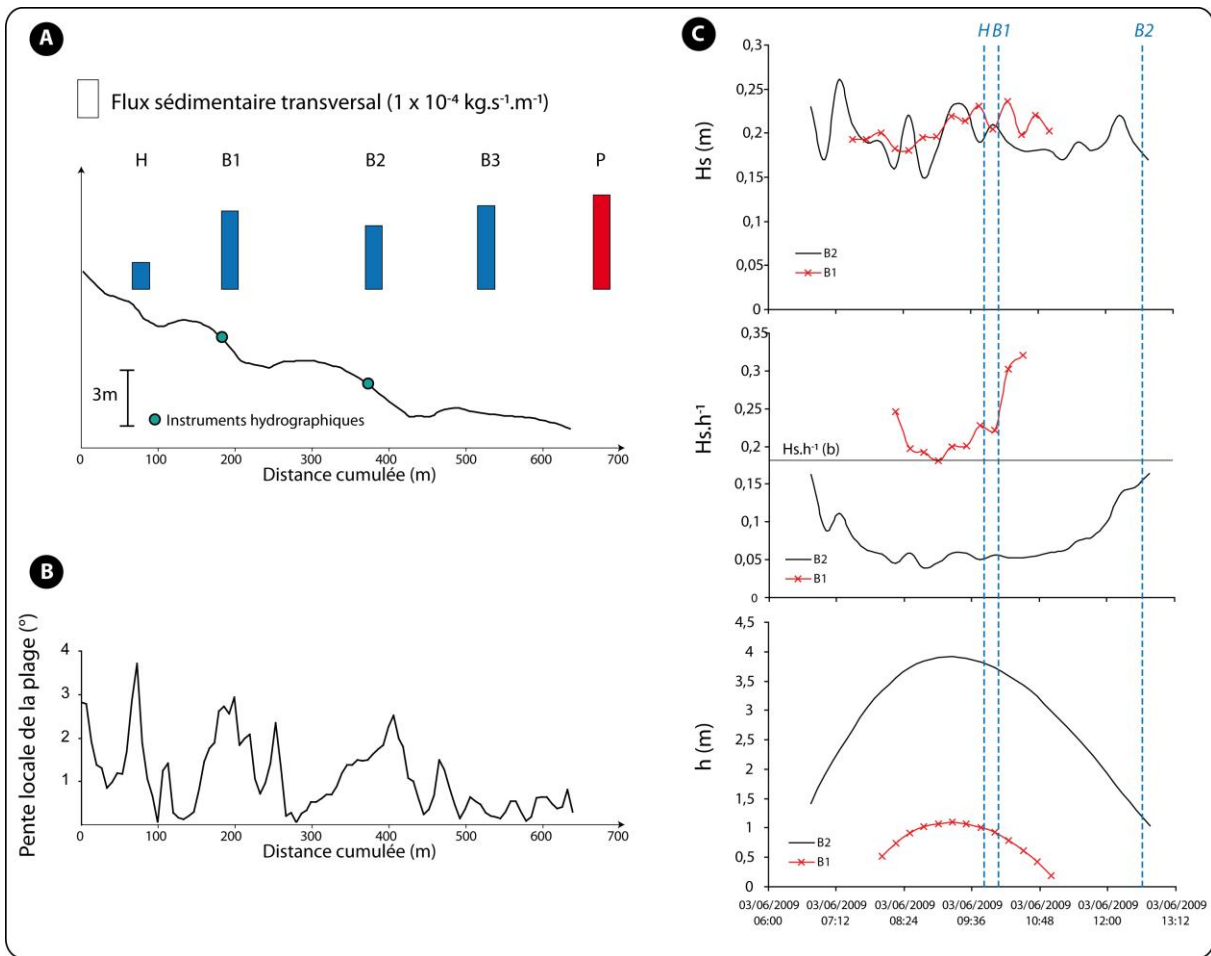 A
Flux sédimentaire transversal (1 x 10⁻⁴ kg.s⁻¹.m⁻¹)
H B1 B2 B3 P
3m
Instruments hydrographiques
0 100 200 300 400 500 600 700
Distance cumulée (m)
B
Pente locale de la plage (°)
4
3
2
1
0 100 200 300 400 500 600 700
Distance cumulée (m)
C
H B1 B2
Hs (m)
0,3
0,25
0,2
0,15
0,1
0,05
0
B2
B1
Hs.h⁻¹
0,35
0,3
0,25
0,2
0,15
0,1
0,05
0
Hs.h⁻¹ (b)
B2
B1
h (m)
4,5
4
3,5
3
2,5
2
1,5
1
0,5
0
B2
B1
03/06/2009 03/06/2009 03/06/2009 03/06/2009 03/06/2009 03/06/2009 03/06/2009
06:00 07:12 08:24 09:36 10:48 12:00 13:12